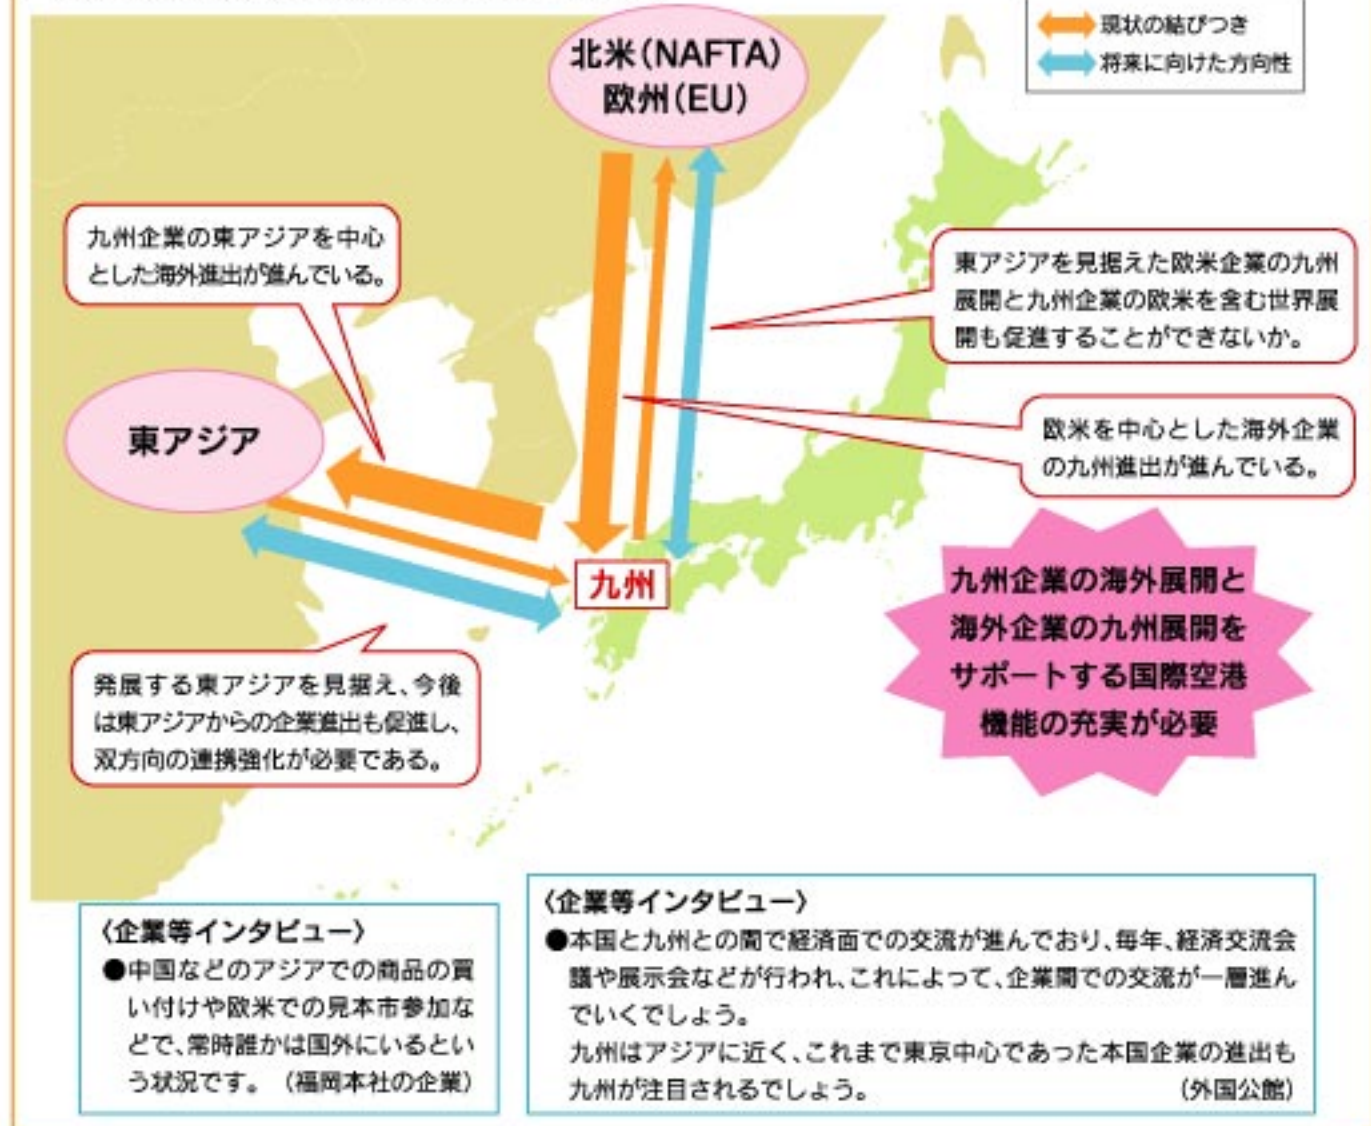 現状の結びつき
将来に向けた方向性
北米(NAFTA)
欧州(EU)
九州企業の東アジアを中心
とした海外進出が進んでいる。
東アジアを見据えた欧米企業の九州
展開と九州企業の欧米を含む世界展
開も促進することができないか。
東アジア
欧米を中心とした海外企業
の九州進出が進んでいる。
九州
九州企業の海外展開と
海外企業の九州展開を
サポートする国際空港
機能の充実が必要
発展する東アジアを見据え、今後
は東アジアからの企業進出も促進し、
双方向の連携強化が必要である。
〈企業等インタビュー〉
●中国などのアジアでの商品の買
い付けや欧米での見本市参加な
どで、常時誰かは国外にいるとい
う状況です。（福岡本社の企業）
〈企業等インタビュー〉
●本国と九州との間で経済面での交流が進んでおり、毎年、経済交流会
議や展示会などが行われ、これによって、企業間での交流が一層進ん
でいくでしょう。
九州はアジアに近く、これまで東京中心であった本国企業の進出も
九州が注目されるでしょう。（外国公館）